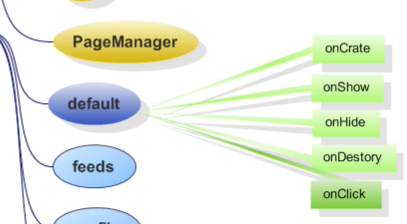 PageManager
default
feeds
onCrate
onShow
onHide
onDestory
onClick